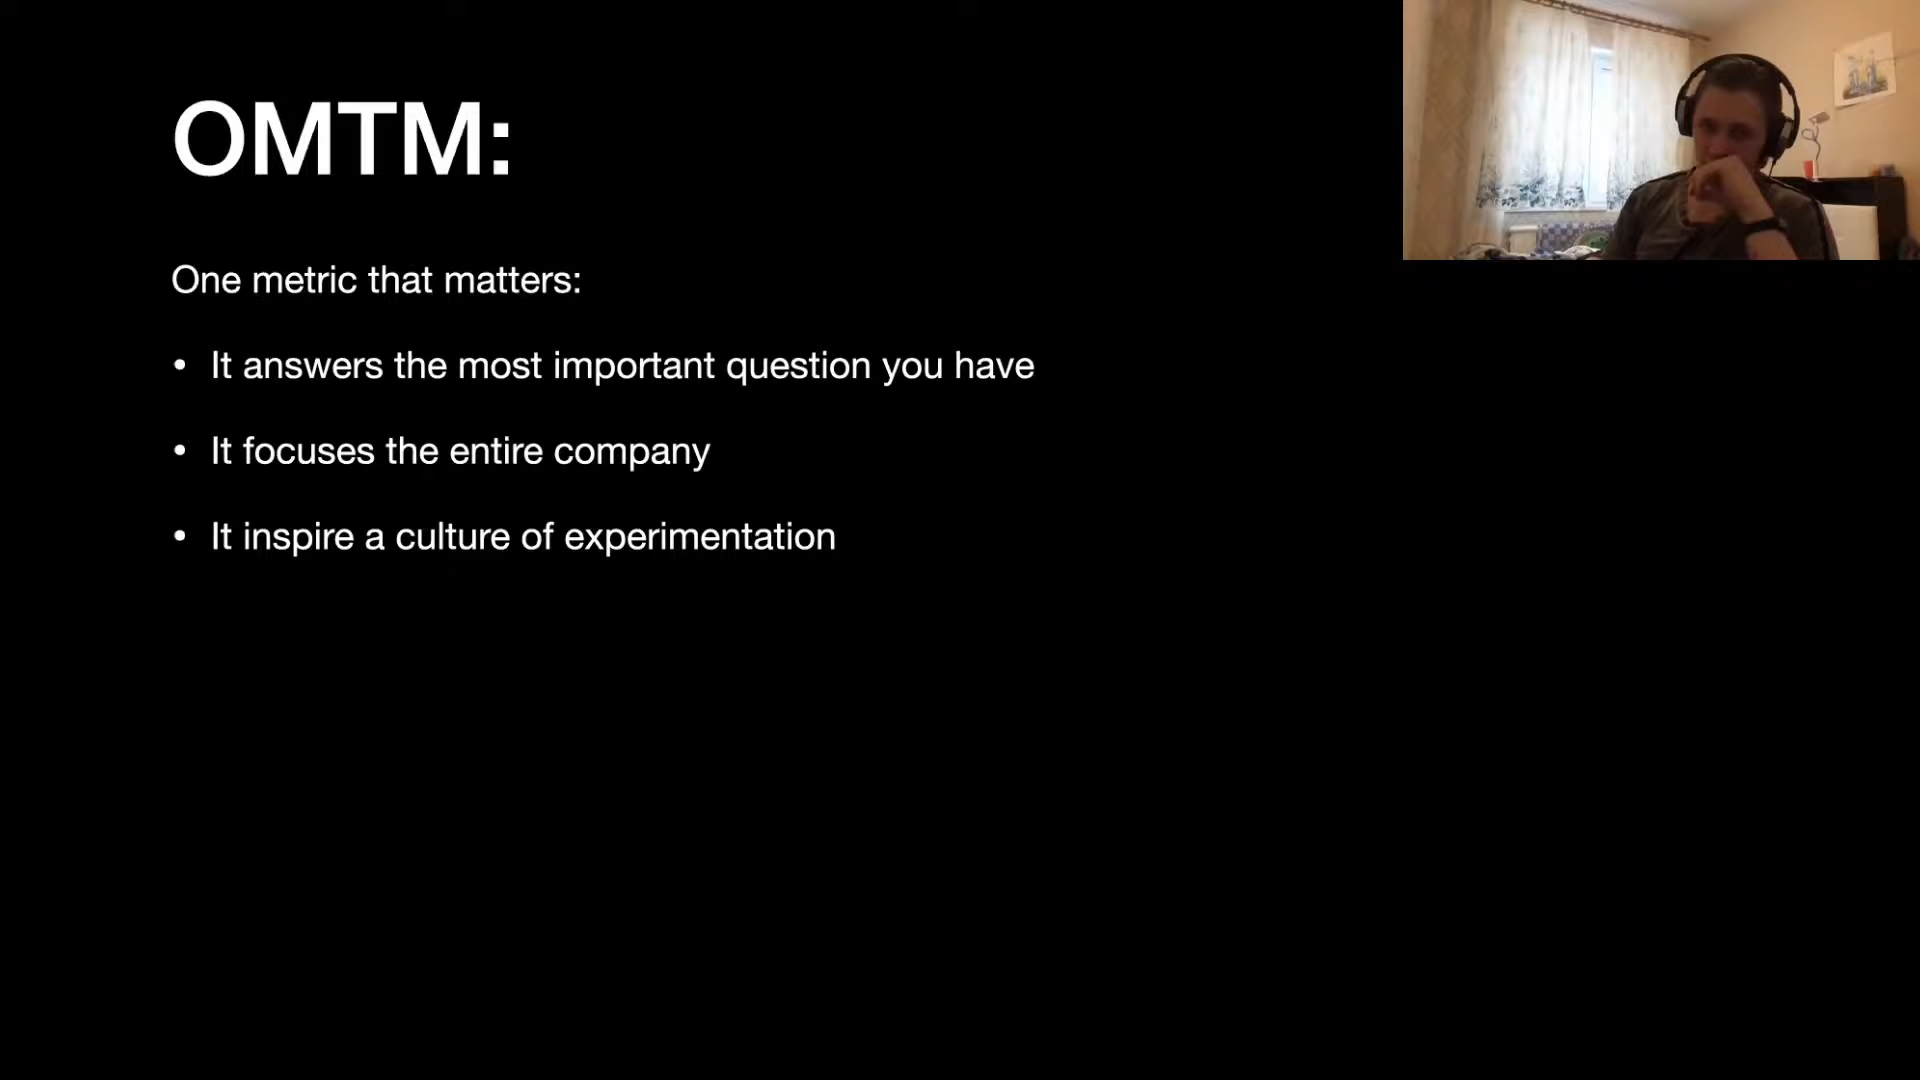 OMTM:
One metric that matters:
• It answers the most important question you have
• It focuses the entire company
• It inspire a culture of experimentation